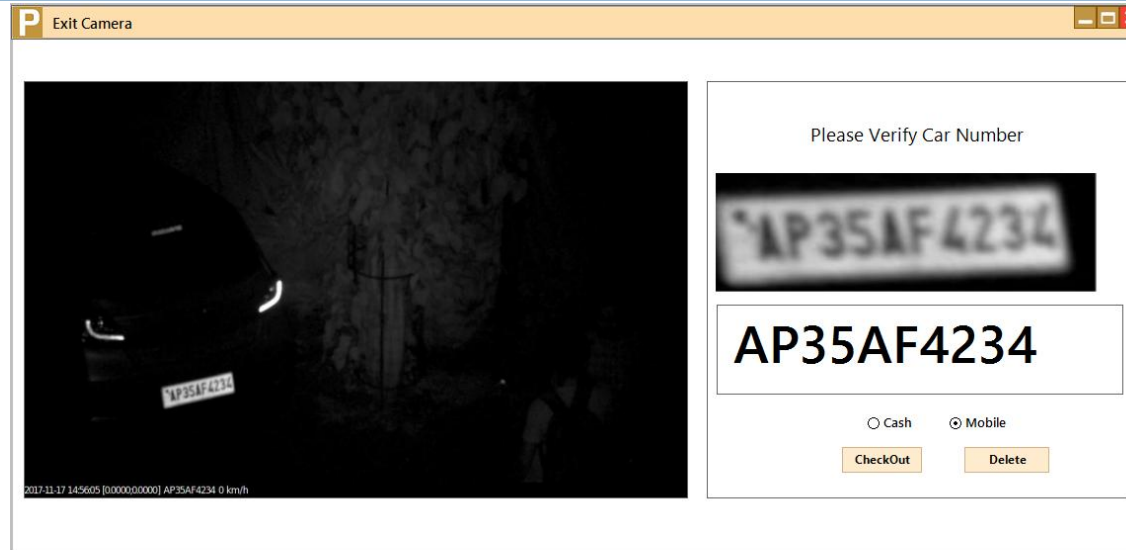 P Exit Camera
AP35AF4234
2017-11-17 14:56:05 [0.0000;0.0000] AP35AF4234 0 km/h
Please Verify Car Number
AP35AF4234
AP35AF4234
Cash
Mobile
CheckOut
Delete